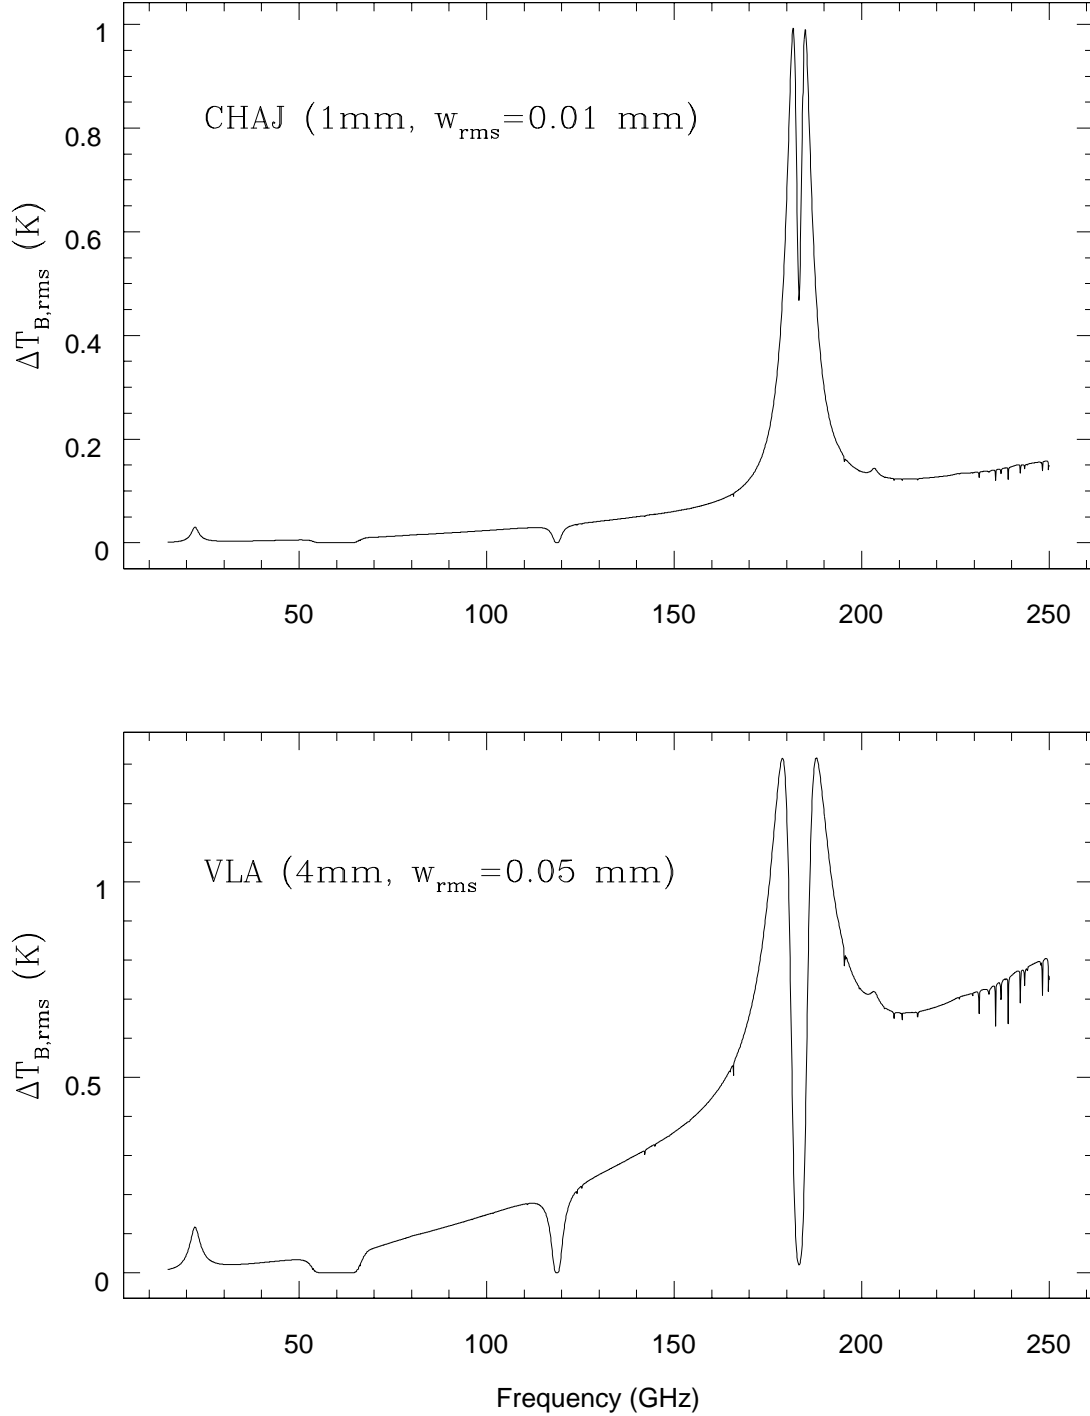 1
0.8
0.6
0.4
0.2
0
ΔT_B,rms (K)
CHAJ (1mm, w_rms=0.01 mm)
50 100 150 200 250
1
0.5
0
ΔT_B,rms (K)
VLA (4mm, w_rms=0.05 mm)
50 100 150 200 250
Frequency (GHz)